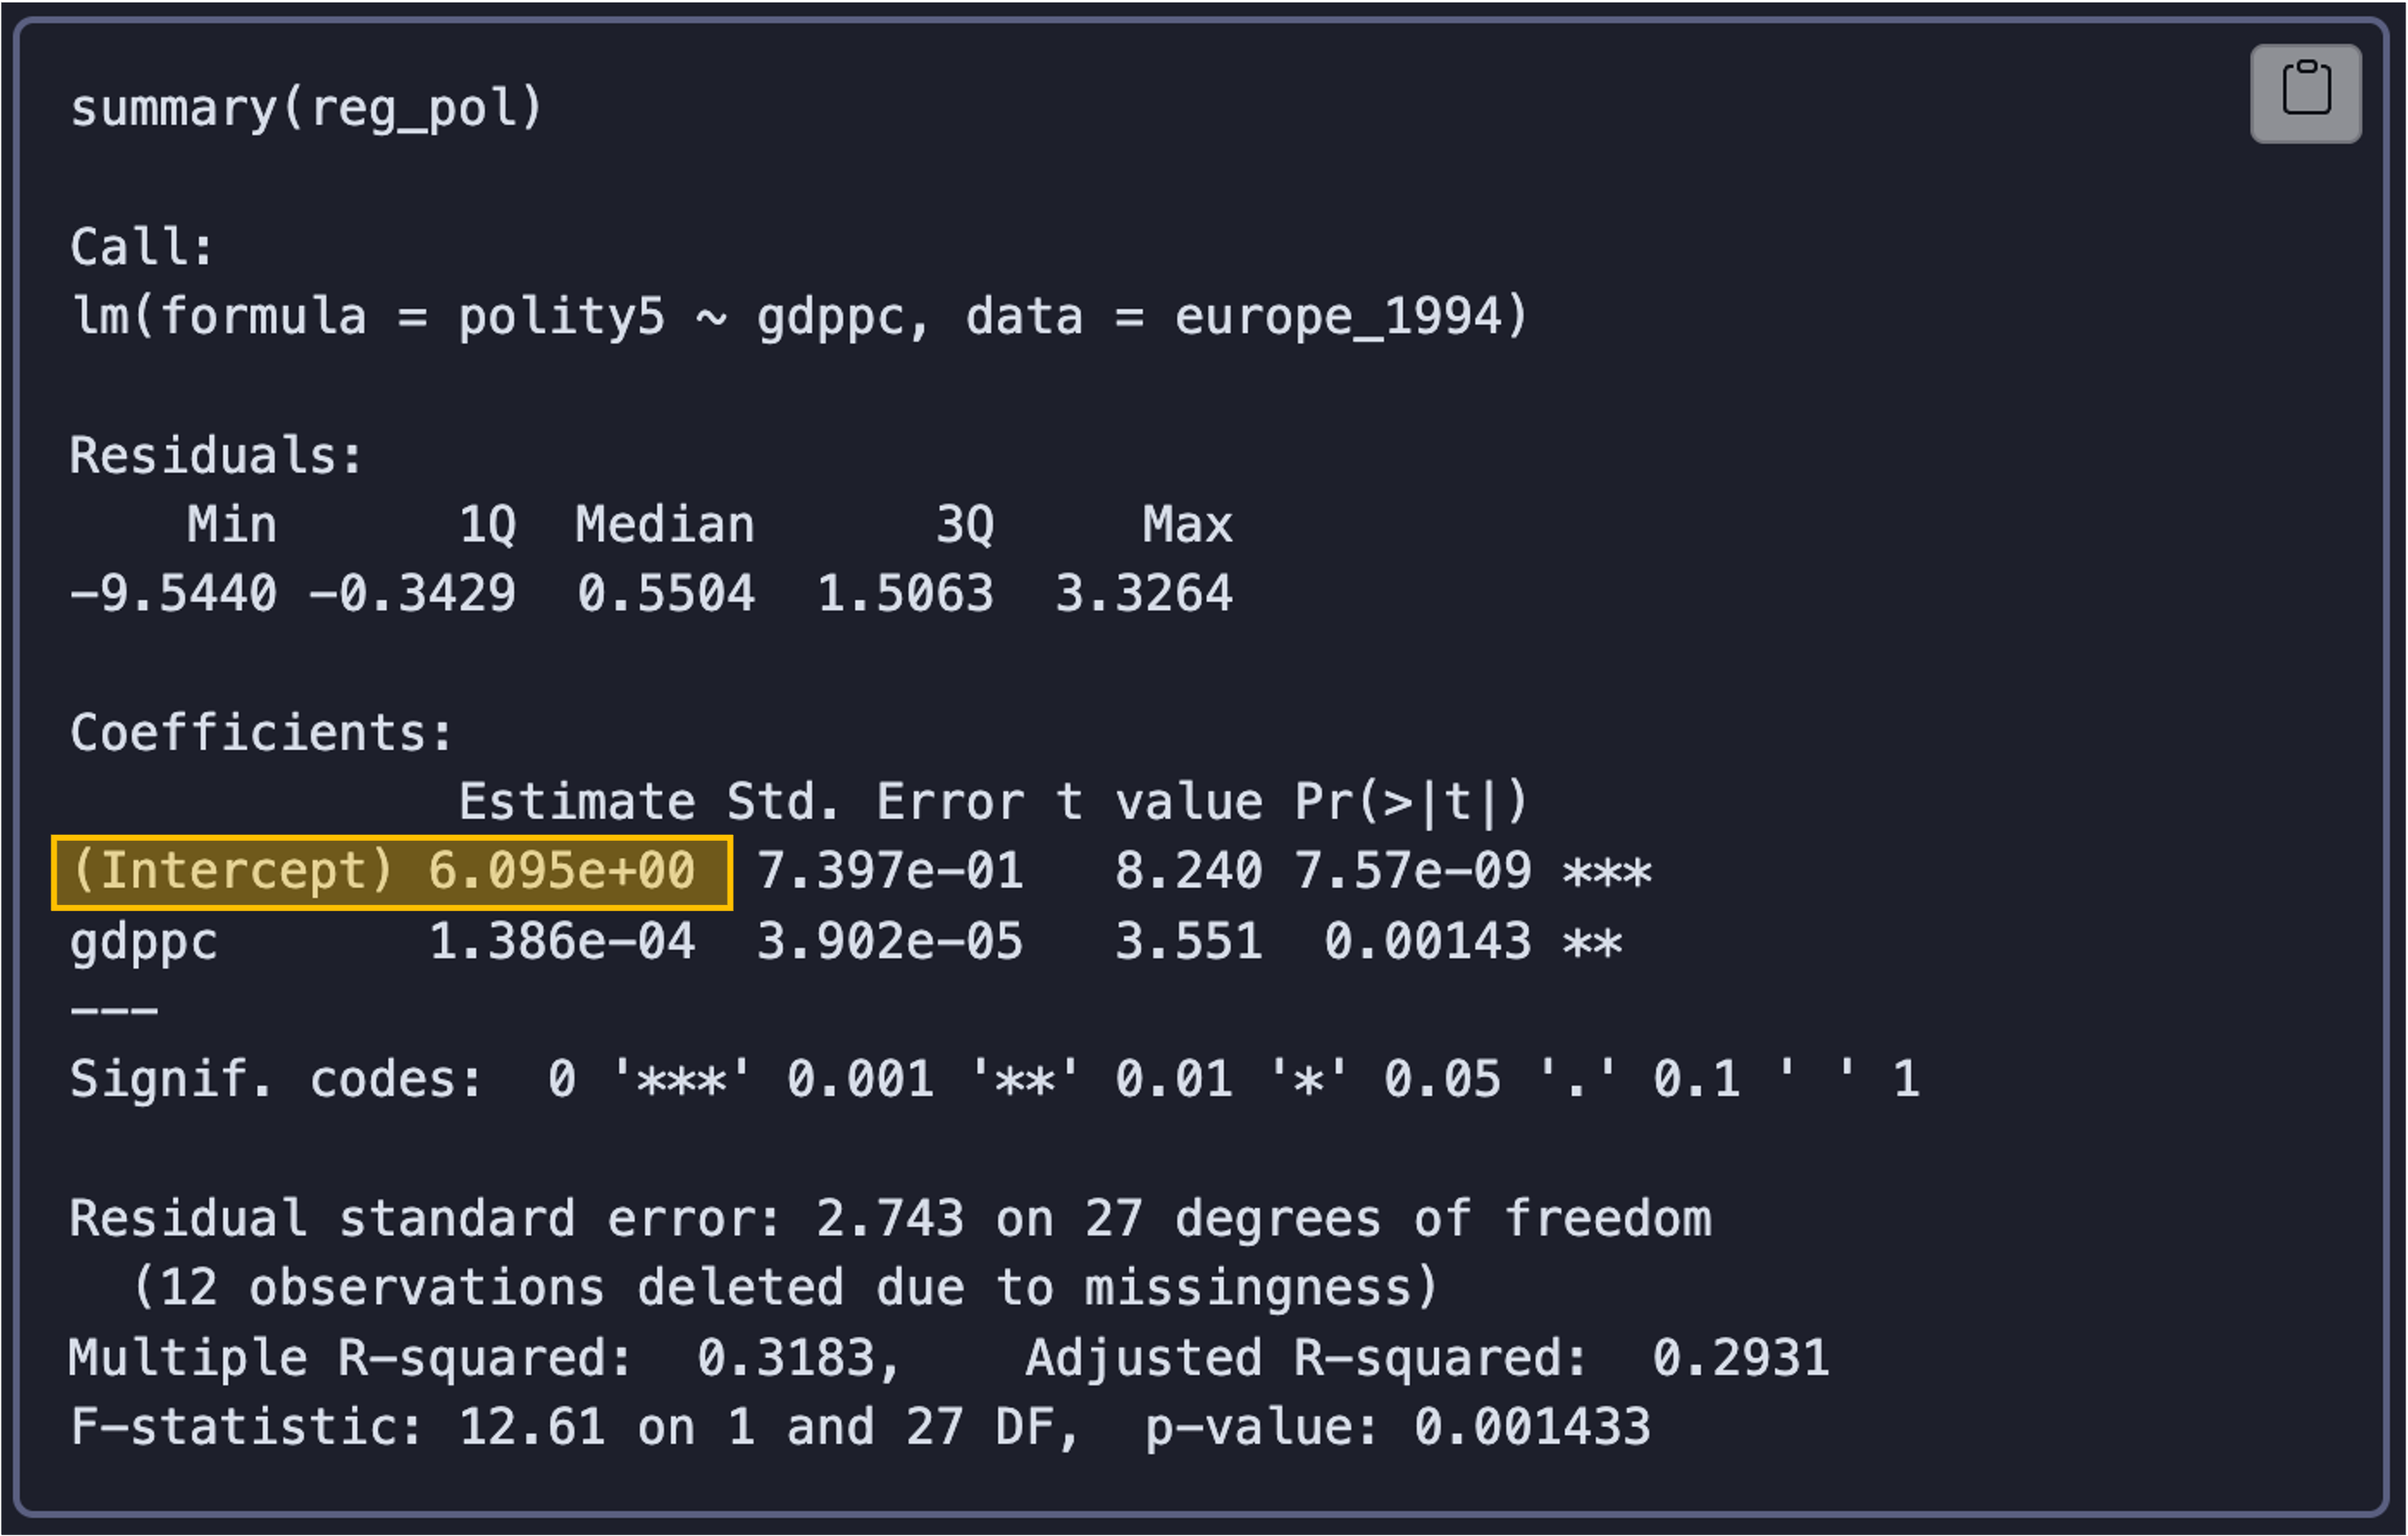 summary(reg_pol)
Call:
lm(formula = polity5 ~ gdppc, data = europe_1994)
Residuals:
    Min      1Q  Median      3Q     Max
-9.5440 -0.3429  0.5504  1.5063  3.3264
Coefficients:
             Estimate Std. Error t value Pr(>|t|)
(Intercept) 6.095e+00  7.397e-01   8.240 7.57e-09 ***
gdppc       1.386e-04  3.902e-05   3.551  0.00143 **
---
Signif. codes:  0 '***' 0.001 '**' 0.01 '*' 0.05 '.' 0.1 ' ' 1
Residual standard error: 2.743 on 27 degrees of freedom
  (12 observations deleted due to missingness)
Multiple R-squared:  0.3183,    Adjusted R-squared:  0.2931
F-statistic: 12.61 on 1 and 27 DF,  p-value: 0.001433